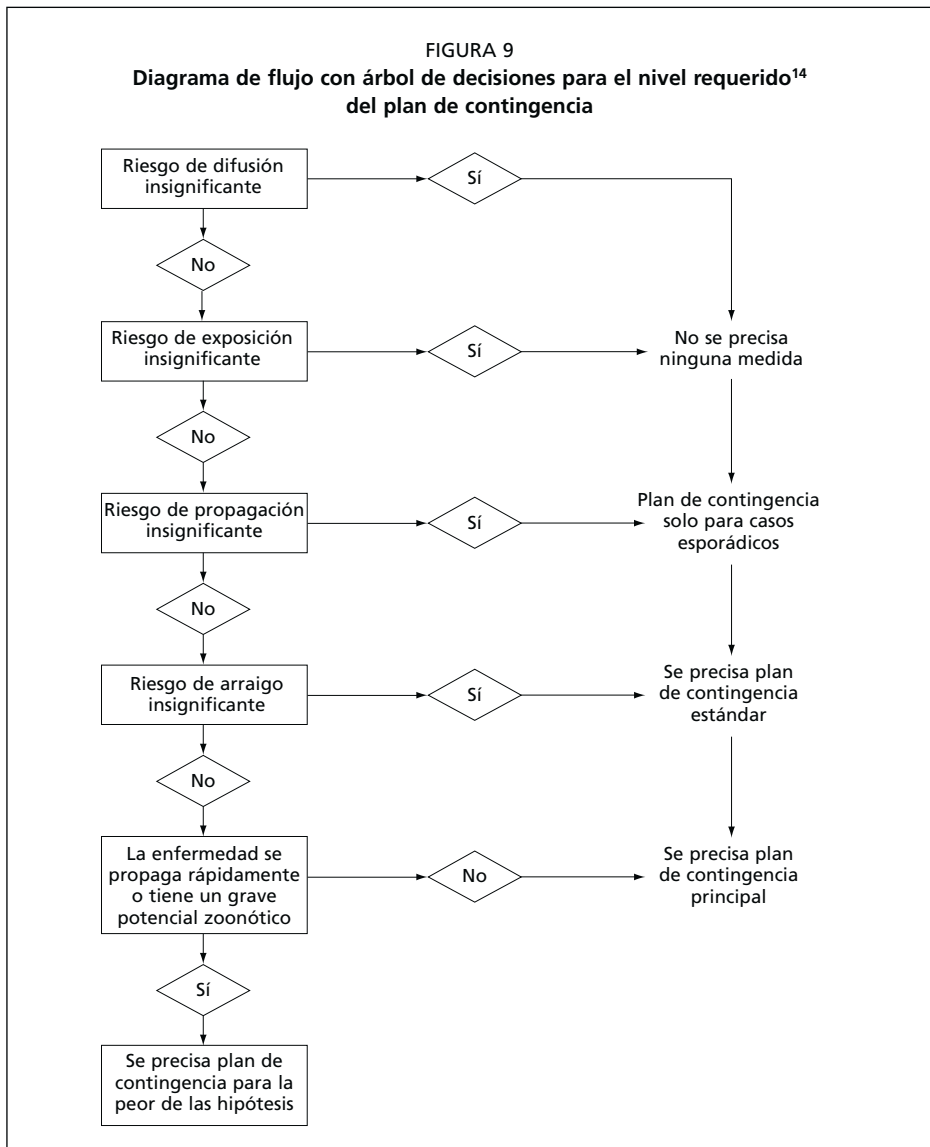 FIGURA 9
Diagrama de flujo con árbol de decisiones para el nivel requerido¹⁴
del plan de contingencia
Riesgo de difusión
insignificante
Sí
No
Riesgo de exposición
insignificante
Sí
No se precisa
ninguna medida
No
Riesgo de propagación
insignificante
Sí
Plan de contingencia
solo para casos
esporádicos
No
Riesgo de arraigo
insignificante
Sí
Se precisa plan
de contingencia
estándar
No
La enfermedad se
propaga rápidamente
o tiene un grave
potencial zoonótico
No
Se precisa plan
de contingencia
principal
Sí
Se precisa plan de
contingencia para la
peor de las hipótesis